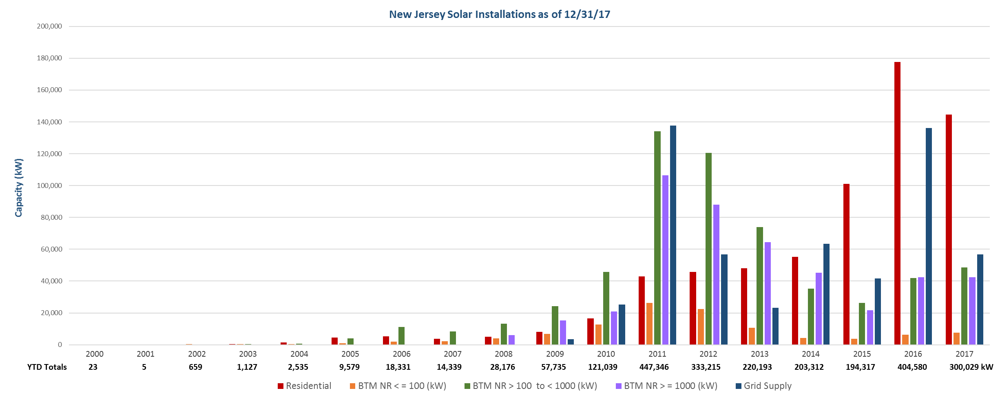 New Jersey Solar Installations as of 12/31/17
200,000
180,000
160,000
140,000
120,000
100,000
80,000
60,000
40,000
20,000
0
Capacity (kW)
2000 2001 2002 2003 2004 2005 2006 2007 2008 2009 2010 2011 2012 2013 2014 2015 2016 2017
YTD Totals 23 5 659 1,127 2,535 9,579 18,331 14,339 28,176 57,735 121,039 447,346 333,215 220,193 203,312 194,317 404,580 300,029 kW
Residential BTM NR < = 100 (kW) BTM NR > 100 to < 1000 (kW) BTM NR > = 1000 (kW) Grid Supply